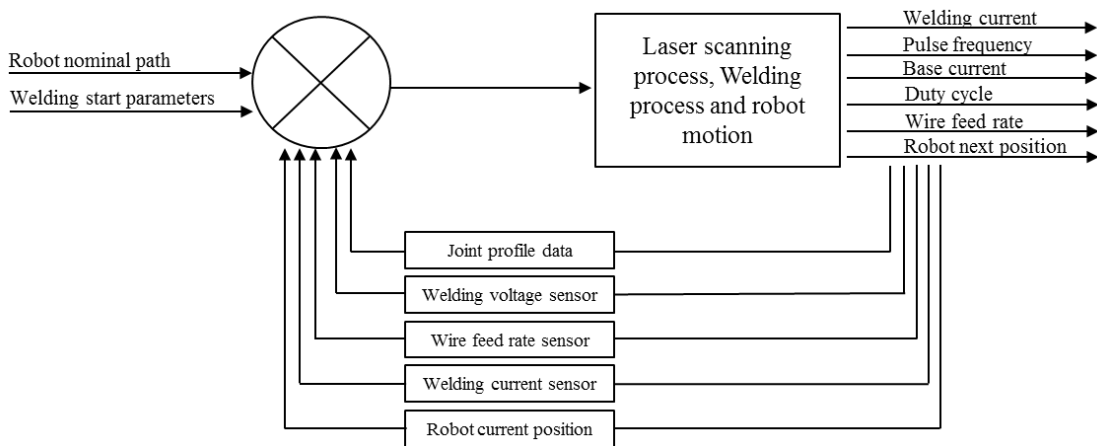 Robot nominal path
Welding start parameters
Laser scanning
process, Welding
process and robot
motion
Welding current
Pulse frequency
Base current
Duty cycle
Wire feed rate
Robot next position
Joint profile data
Welding voltage sensor
Wire feed rate sensor
Welding current sensor
Robot current position